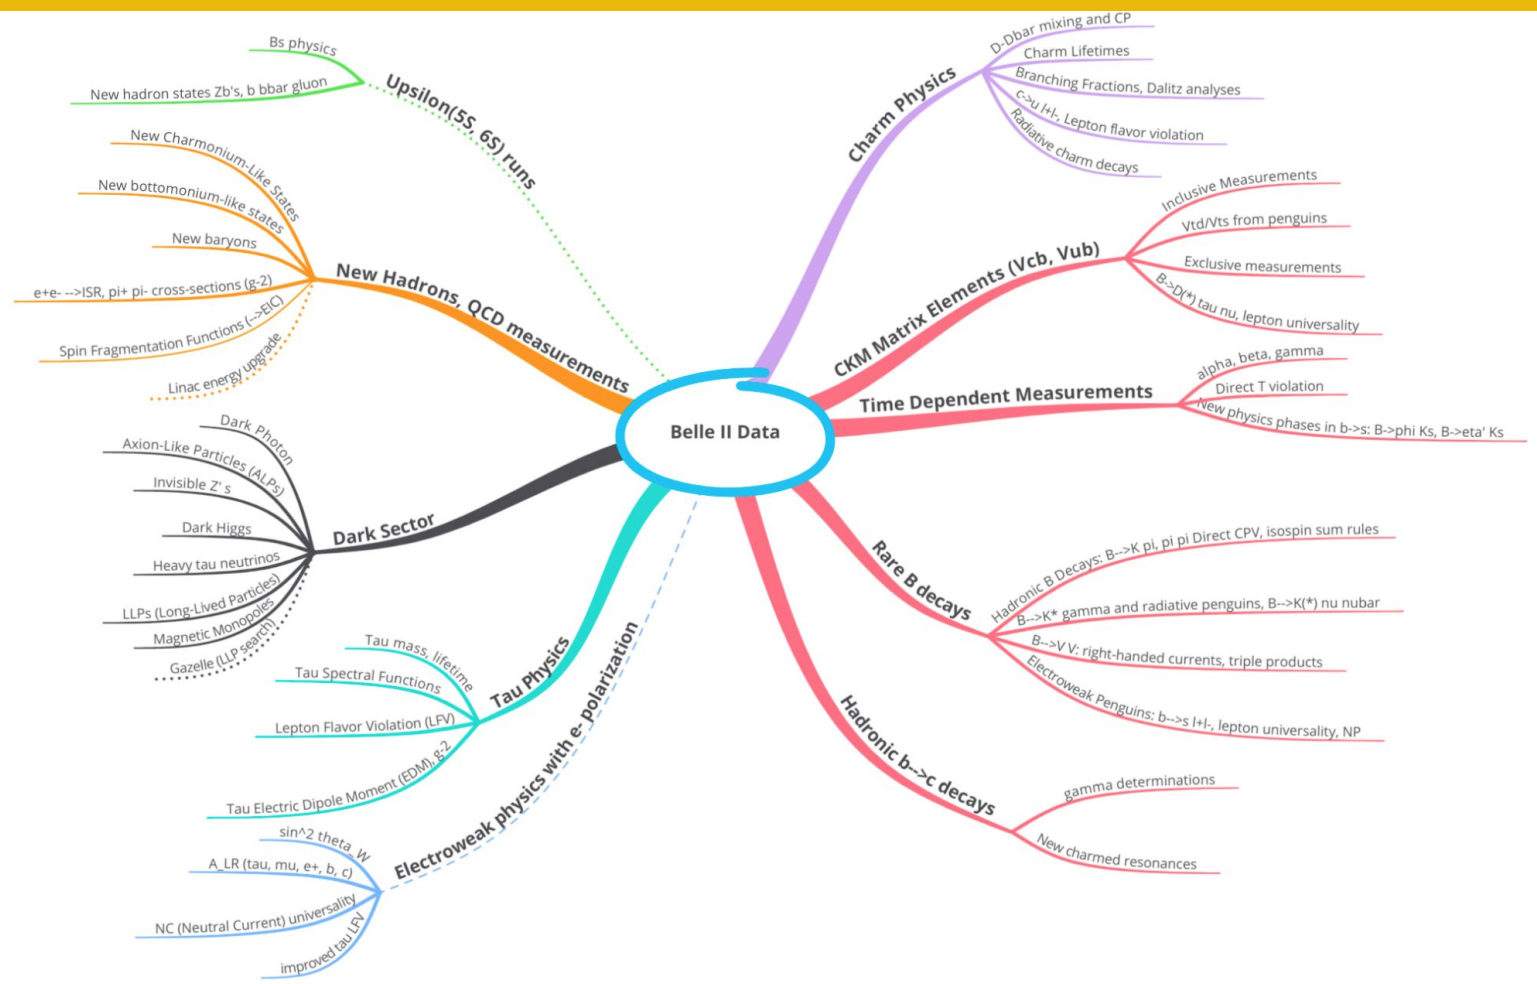 Belle II Data
Charm Physics
D-Dbar mixing and CP
Charm Lifetimes
Branching Fractions, Dalitz analyses
c->u l+l-, Lepton flavor violation
Radiative charm decays
CKM Matrix Elements (Vcb, Vub)
Inclusive Measurements
Vtd/Vts from penguins
Exclusive measurements
B->D(*) tau nu, lepton universality
Time Dependent Measurements
alpha, beta, gamma
Direct T violation
New physics phases in b->s: B->phi Ks, B->eta' Ks
Rare B decays
Hadronic B Decays: B-->K pi, pi pi Direct CPV, isospin sum rules
B-->K* gamma and radiative penguins, B-->K(*) nu nubar
B-->V V: right-handed currents, triple products
Electroweak Penguins: b-->s l+l-, lepton universality, NP
Hadronic b-->c decays
gamma determinations
New charmed resonances
Upsilon(5S, 6S) runs
Bs physics
New hadron states Zb's, b bbar gluon
New Hadrons, QCD measurements
New Charmonium-Like States
New bottomonium-like states
New baryons
e+e- -->ISR, pi+ pi- cross-sections (g-2)
Spin Fragmentation Functions (-->EIC)
Linac energy upgrade
Dark Sector
Dark Photon
Axion-Like Particles (ALPs)
Invisible Z' s
Dark Higgs
Heavy tau neutrinos
LLPs (Long-Lived Particles)
Magnetic Monopoles
Gazelle (LLP search)
Tau Physics
Tau mass, lifetime
Tau Spectral Functions
Lepton Flavor Violation (LFV)
Tau Electric Dipole Moment (EDM), g-2
Electroweak physics with e- polarization
sin^2 theta_W
A_LR (tau, mu, e+, b, c)
NC (Neutral Current) universality
improved tau LFV